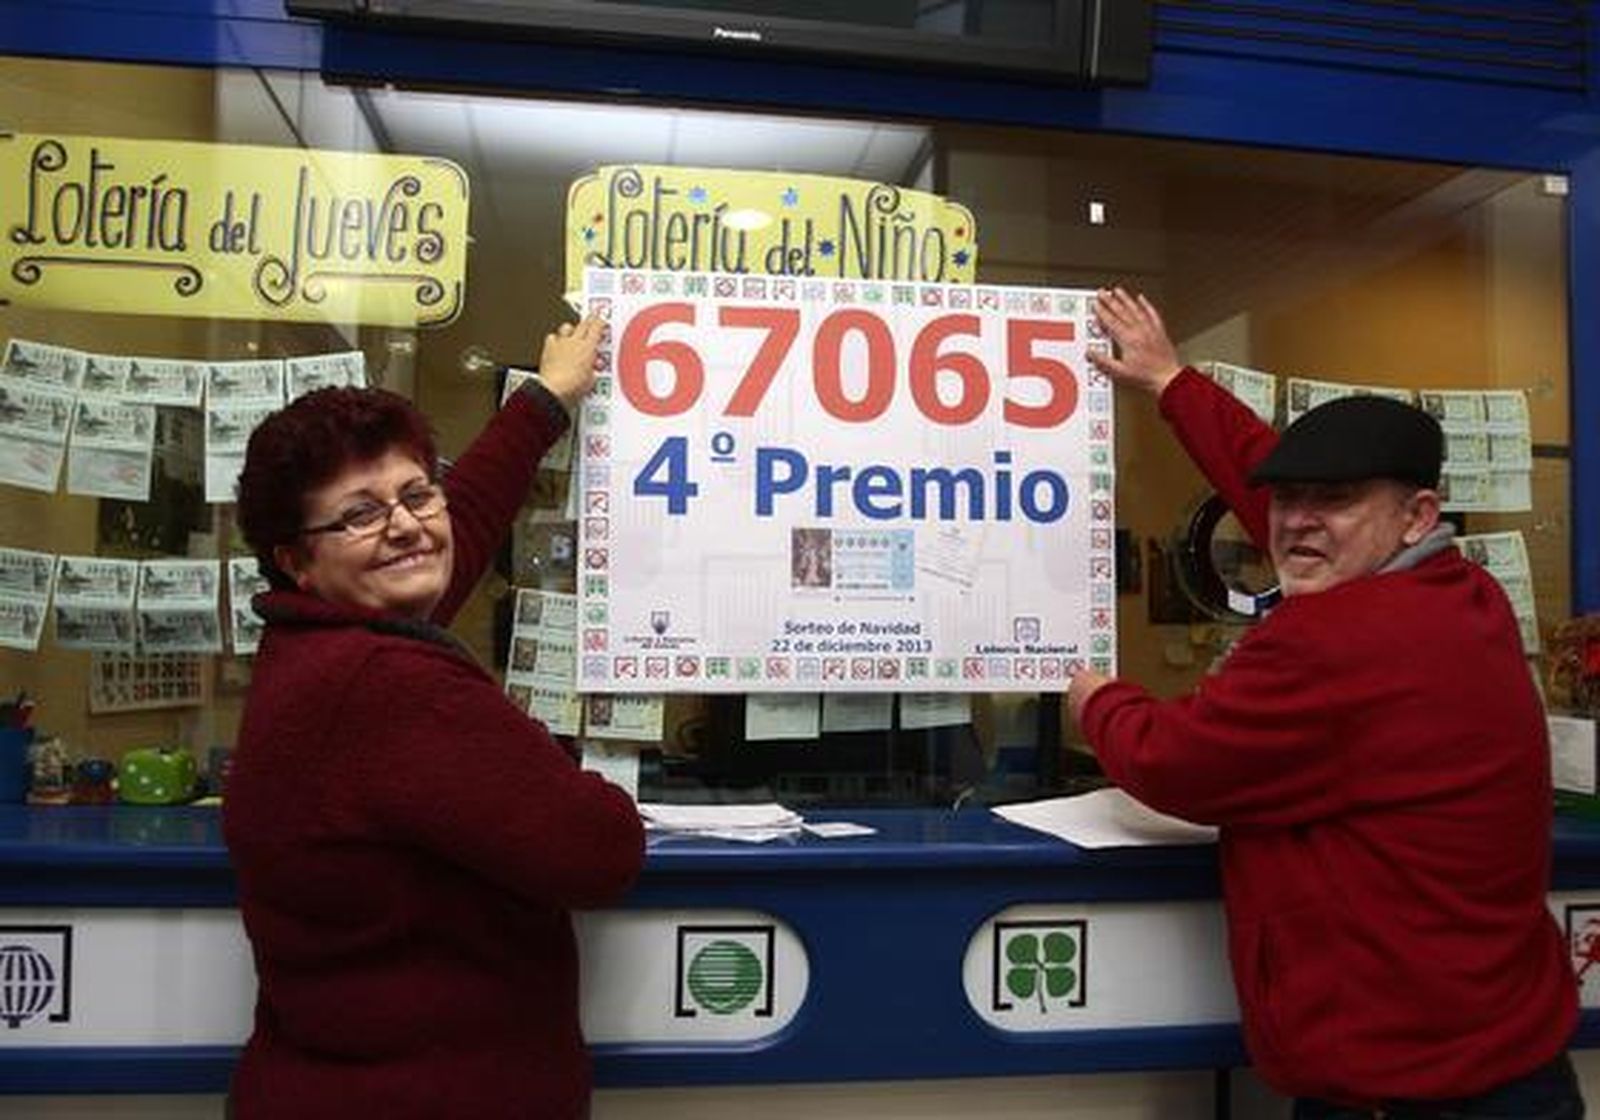 Panasonic
Lotería del Jueves
Lotería del Niño
67065
4º Premio
Sorteo de Navidad
22 de diciembre 2013
Lotería Nacional